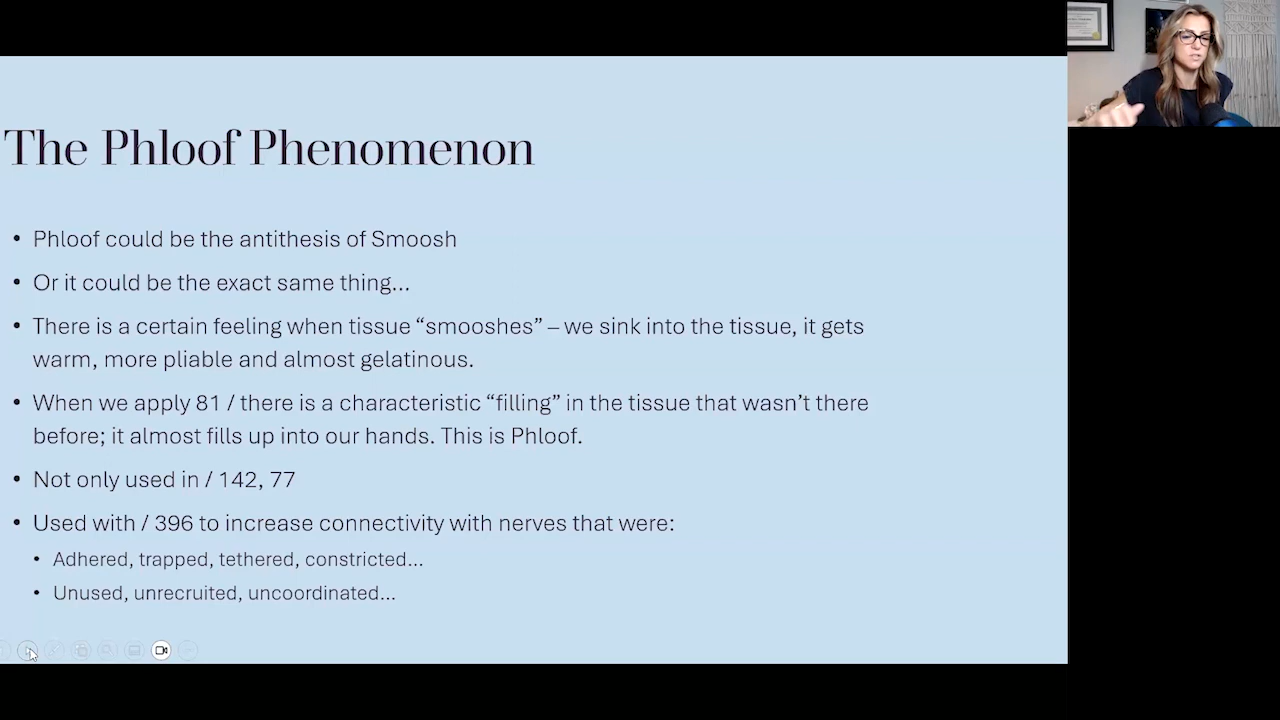 The Phloof Phenomenon
• Phloof could be the antithesis of Smoosh
• Or it could be the exact same thing…
• There is a certain feeling when tissue “smooshes” – we sink into the tissue, it gets
warm, more pliable and almost gelatinous.
• When we apply 81 / there is a characteristic “filling” in the tissue that wasn’t there
before; it almost fills up into our hands. This is Phloof.
• Not only used in / 142, 77
• Used with / 396 to increase connectivity with nerves that were:
• Adhered, trapped, tethered, constricted…
• Unused, unrecruited, uncoordinated…